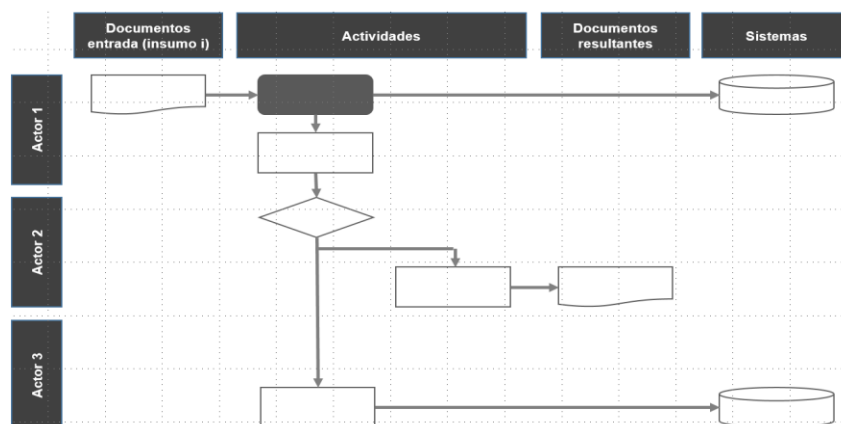 Documentos
entrada (insumo i)
Actividades
Documentos
resultantes
Sistemas
Actor 1
Actor 2
Actor 3